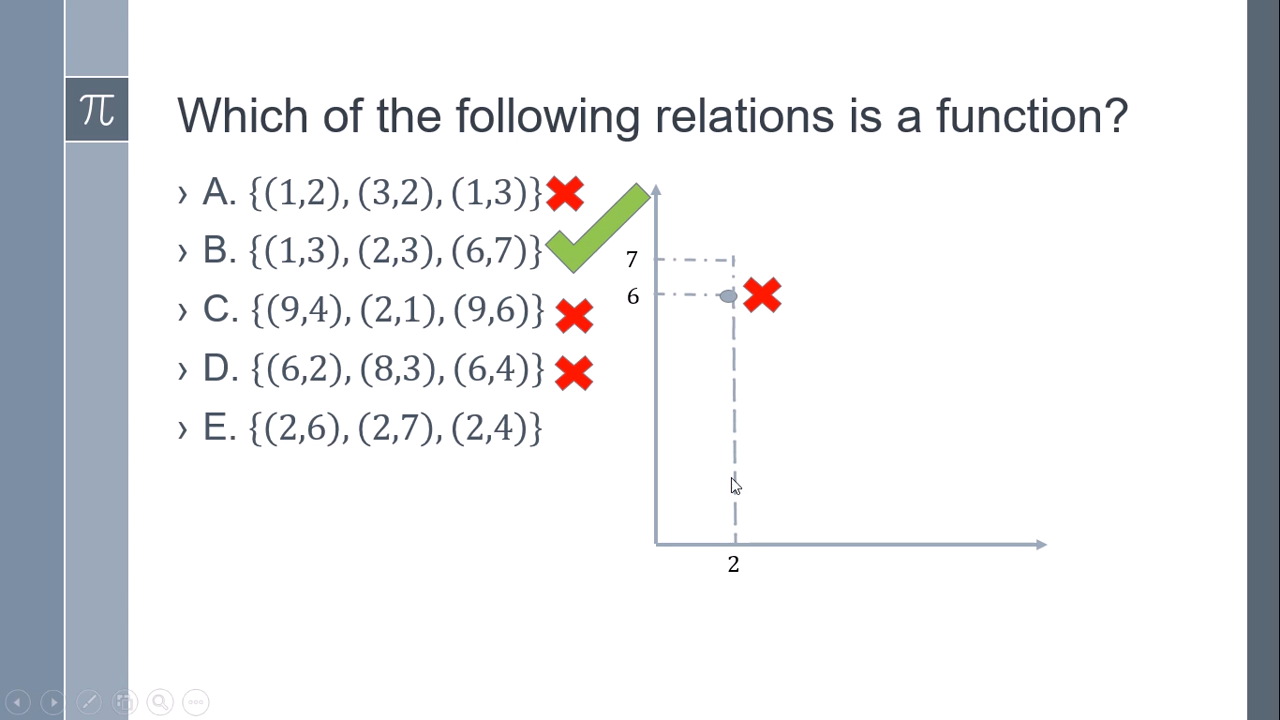 π
Which of the following relations is a function?
› A. {(1,2), (3,2), (1,3)}
› B. {(1,3), (2,3), (6,7)}
› C. {(9,4), (2,1), (9,6)}
› D. {(6,2), (8,3), (6,4)}
› E. {(2,6), (2,7), (2,4)}
7
6
2